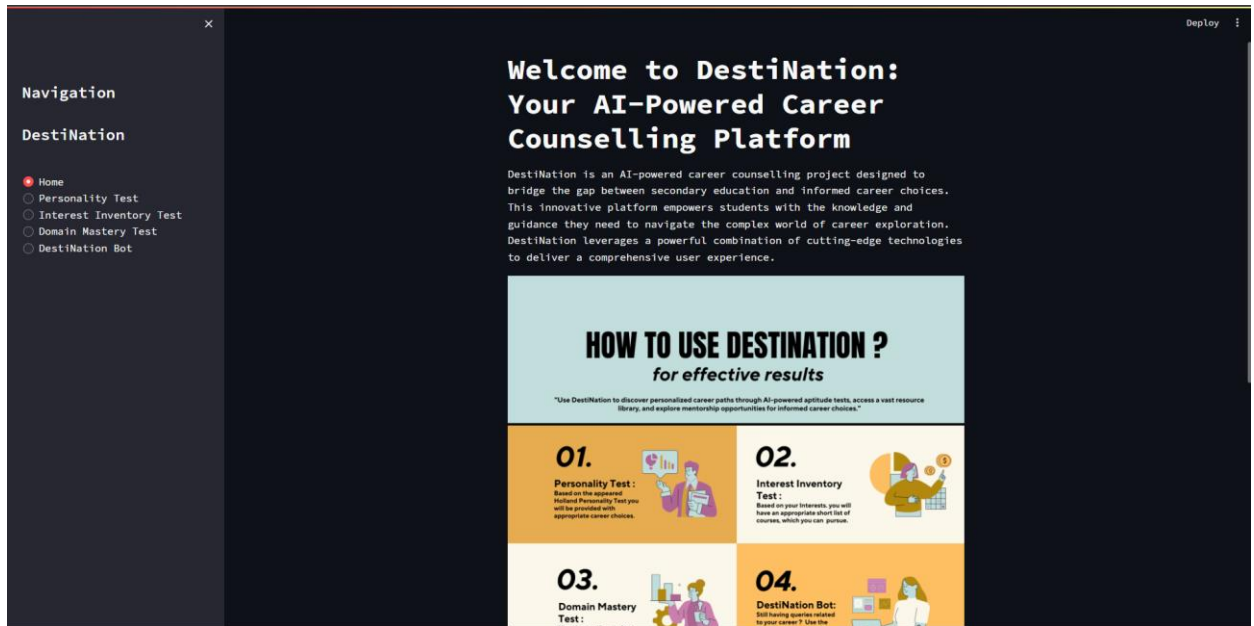 Deploy
Navigation
DestiNation
Home
Personality Test
Interest Inventory Test
Domain Mastery Test
DestiNation Bot
Welcome to DestiNation:
Your AI-Powered Career
Counselling Platform
DestiNation is an AI-powered career counselling project designed to
bridge the gap between secondary education and informed career choices.
This innovative platform empowers students with the knowledge and
guidance they need to navigate the complex world of career exploration.
DestiNation leverages a powerful combination of cutting-edge technologies
to deliver a comprehensive user experience.
HOW TO USE DESTINATION ?
for effective results
"Use DestiNation to discover personalized career paths through AI-powered aptitude tests, access a vast resource
library, and explore mentorship opportunities for informed career choices."
01.
Personality Test :
Based on the appeared
Holland Personality Test you
will be provided with
appropriate career choices.
02.
Interest Inventory
Test :
Based on your Interests, you will
have an appropriate short list of
courses, which you can pursue.
03.
Domain Mastery
Test :
04.
DestiNation Bot:
Still having queries related
to your career ? Use the